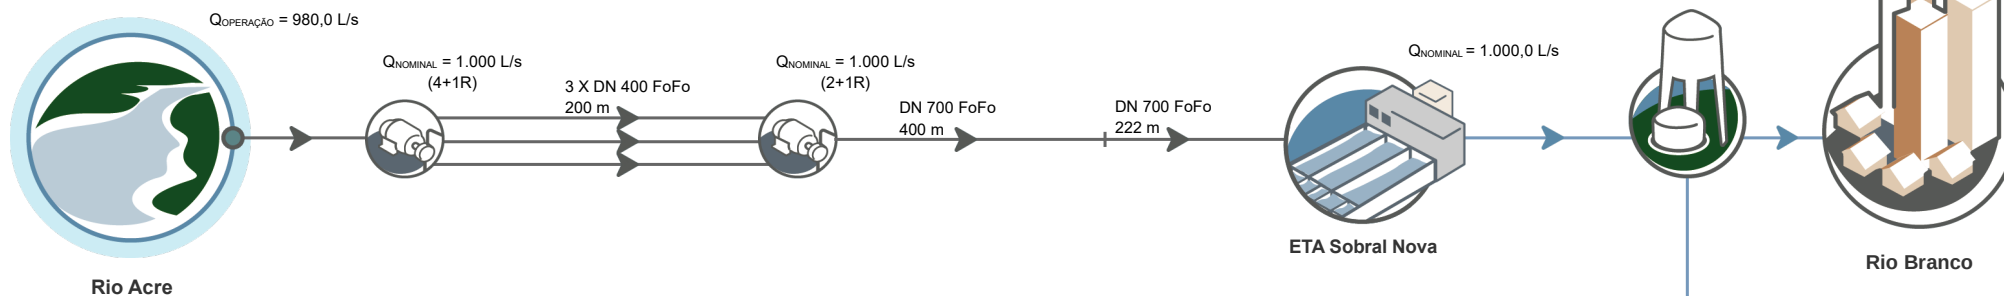 QOPERAÇÃO = 980,0 L/s
QNOMINAL = 1.000 L/s
(4+1R)
3 X DN 400 FoFo
200 m
QNOMINAL = 1.000 L/s
(2+1R)
DN 700 FoFo
400 m
DN 700 FoFo
222 m
QNOMINAL = 1.000,0 L/s
ETA Sobral Nova
Rio Branco
Rio Acre